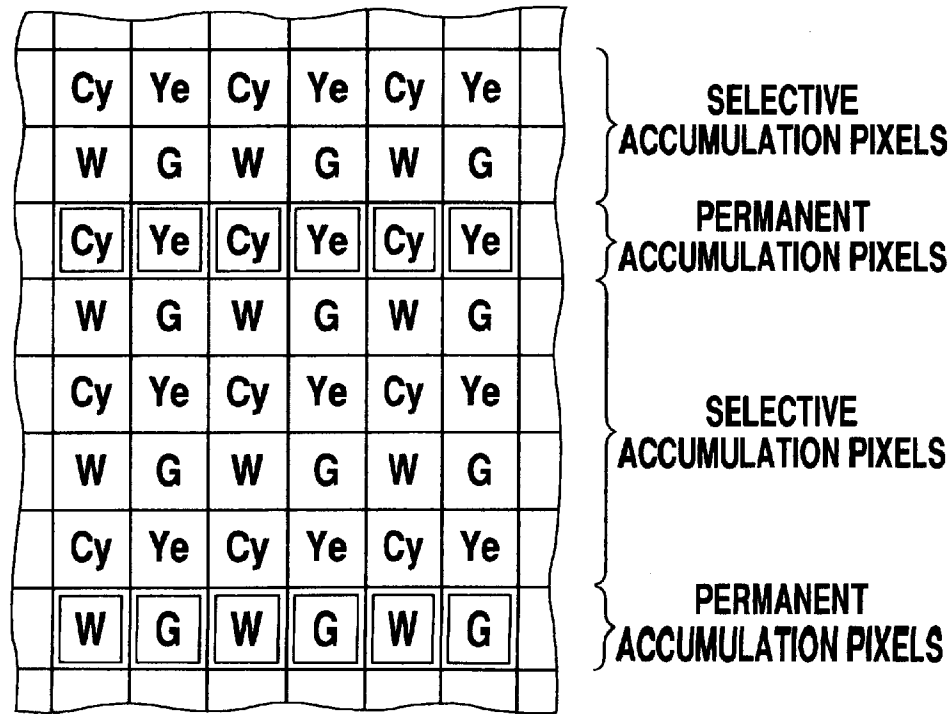 Cy Ye Cy Ye Cy Ye
W G W G W G
SELECTIVE
ACCUMULATION PIXELS
Cy Ye Cy Ye Cy Ye
PERMANENT
ACCUMULATION PIXELS
W G W G W G
Cy Ye Cy Ye Cy Ye
W G W G W G
Cy Ye Cy Ye Cy Ye
SELECTIVE
ACCUMULATION PIXELS
W G W G W G
PERMANENT
ACCUMULATION PIXELS